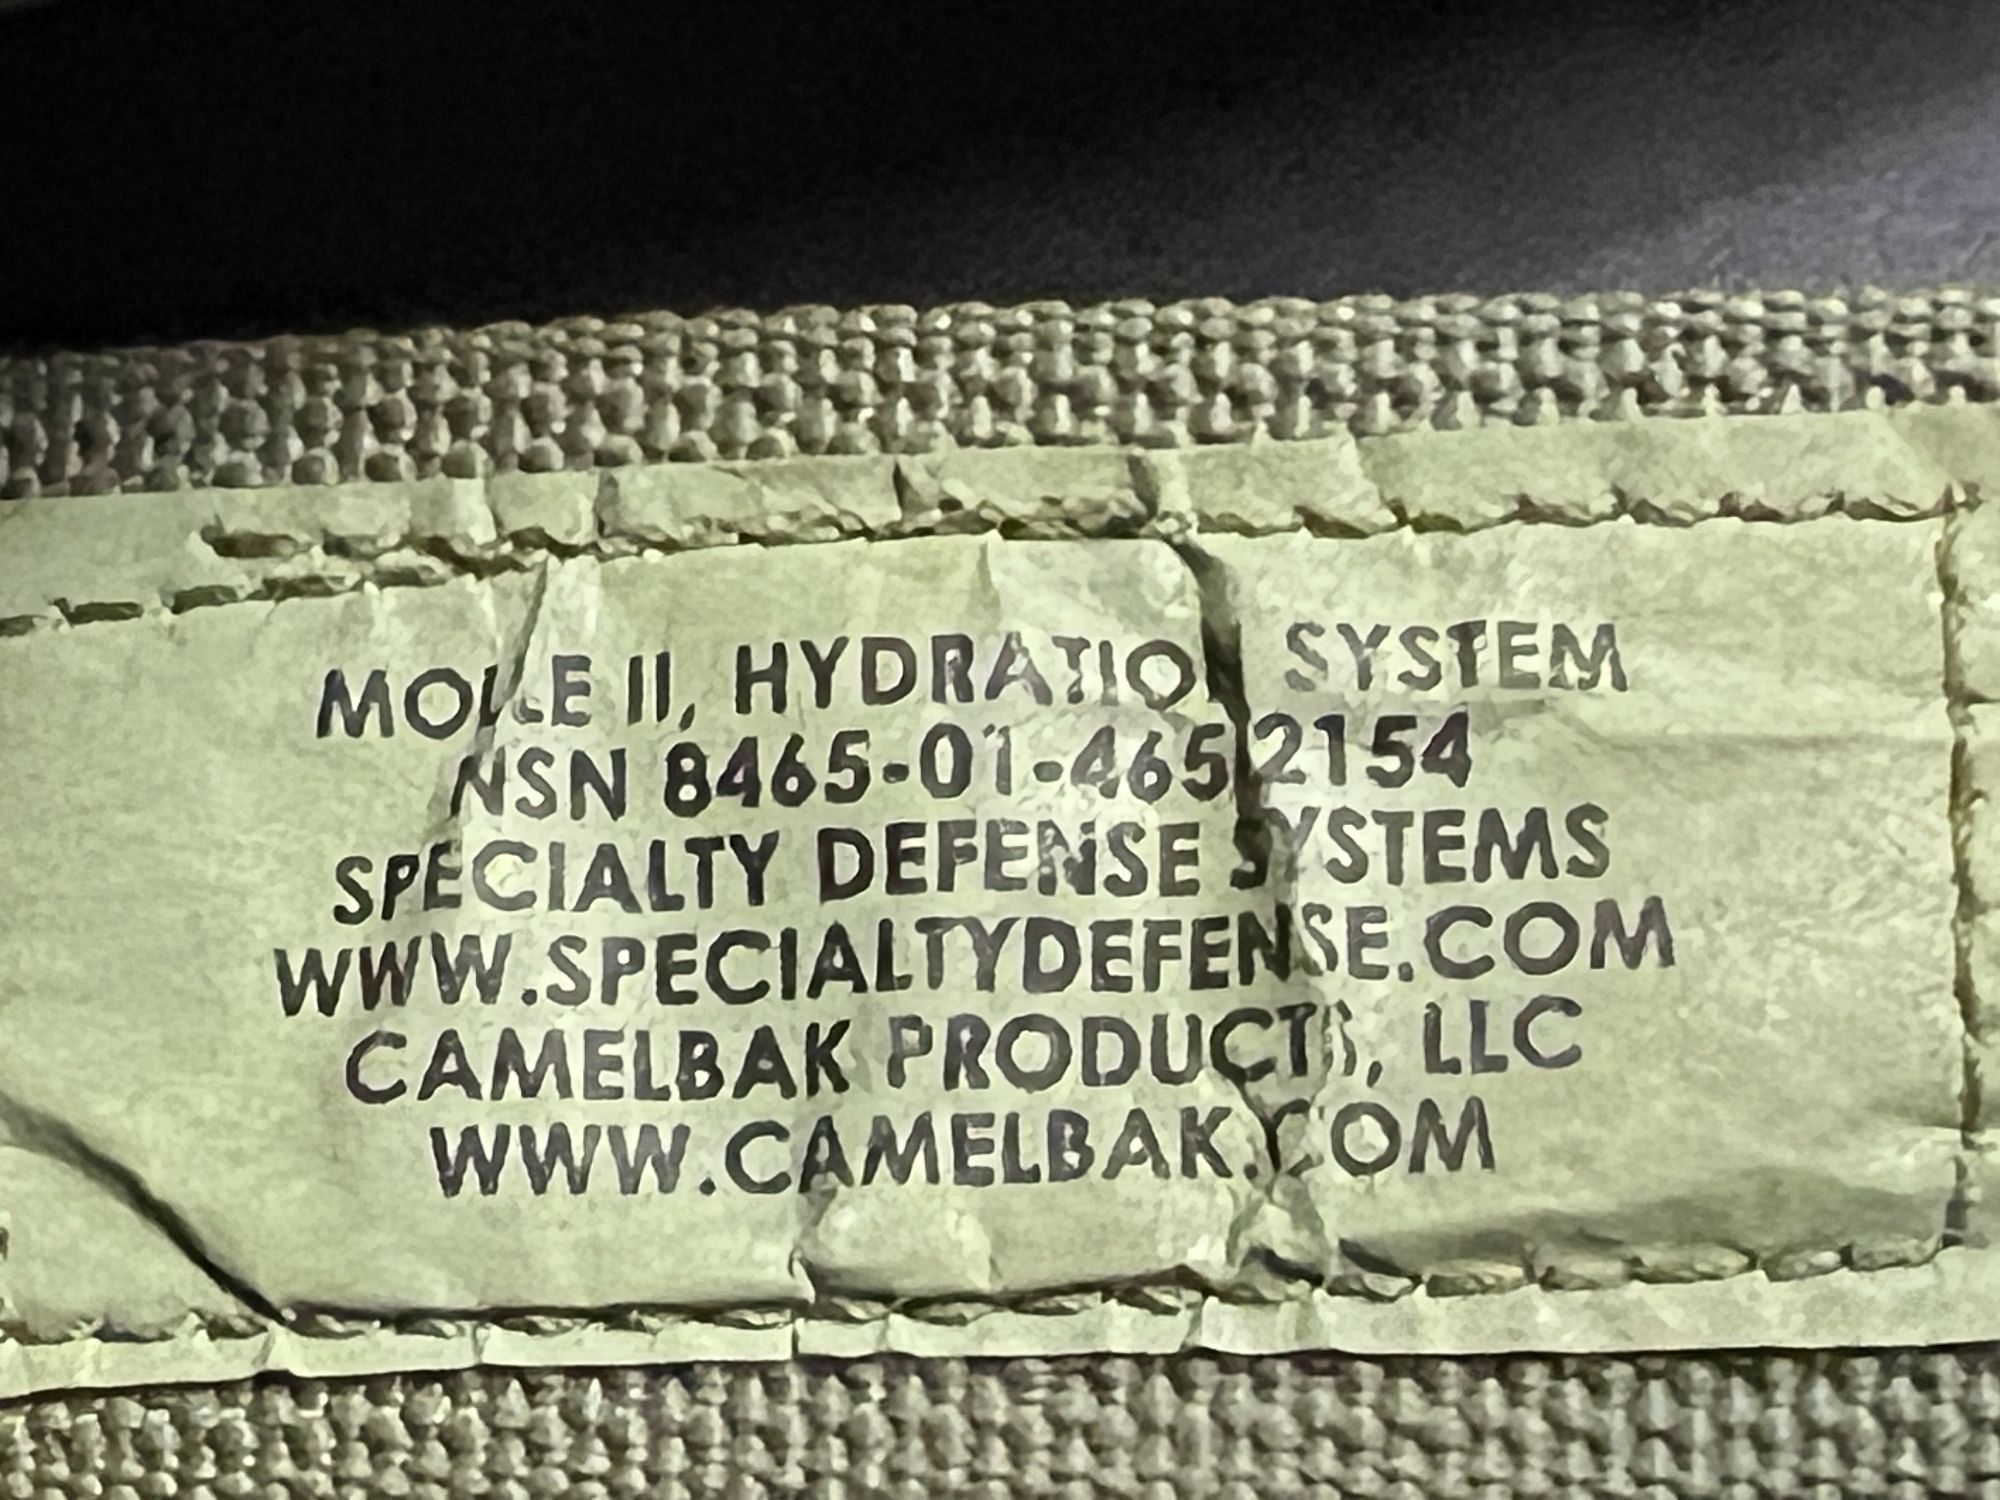 MOLLE II, HYDRATION SYSTEM
NSN 8465-01-465 2154
SPECIALTY DEFENSE SYSTEMS
WWW.SPECIALTYDEFENSE.COM
CAMELBAK PRODUCTS, LLC
WWW.CAMELBAK.COM